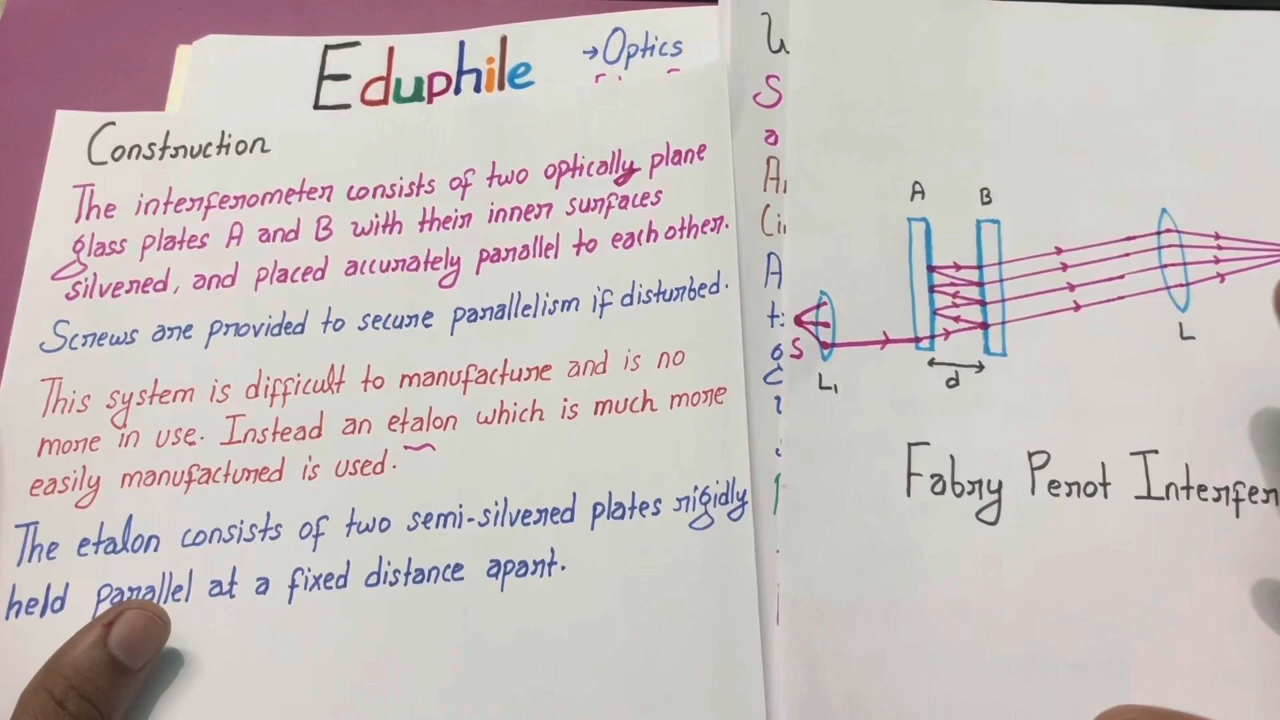 Eduphile → Optics
Construction
The interferometer consists of two optically plane
glass plates A and B with their inner surfaces
silvered, and placed accurately parallel to each other.
Screws are provided to secure parallelism if disturbed.
This system is difficult to manufacture and is no
more in use. Instead an etalon which is much more
easily manufactured is used.
The etalon consists of two semi-silvered plates rigidly
held parallel at a fixed distance apart.
A B
S
L₁
d
L
Fabry Perot Interfer